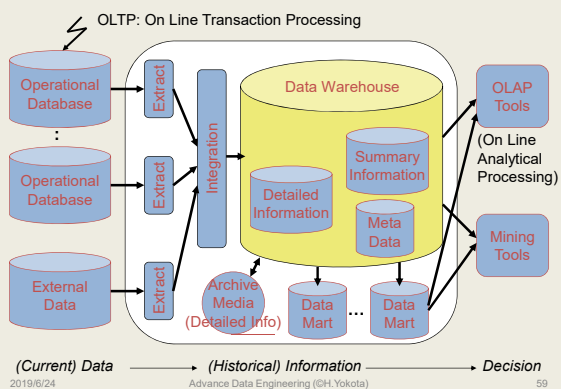 OLTP: On Line Transaction Processing
Operational
Database
:
Operational
Database
External
Data
Extract
Extract
Extract
Integration
Data Warehouse
Summary
Information
Detailed
Information
Meta
Data
Archive
Media
(Detailed Info)
Data
Mart
...
Data
Mart
OLAP
Tools
(On Line
Analytical
Processing)
Mining
Tools
(Current) Data
(Historical) Information
Decision
2019/6/24
Advance Data Engineering (©H.Yokota)
59